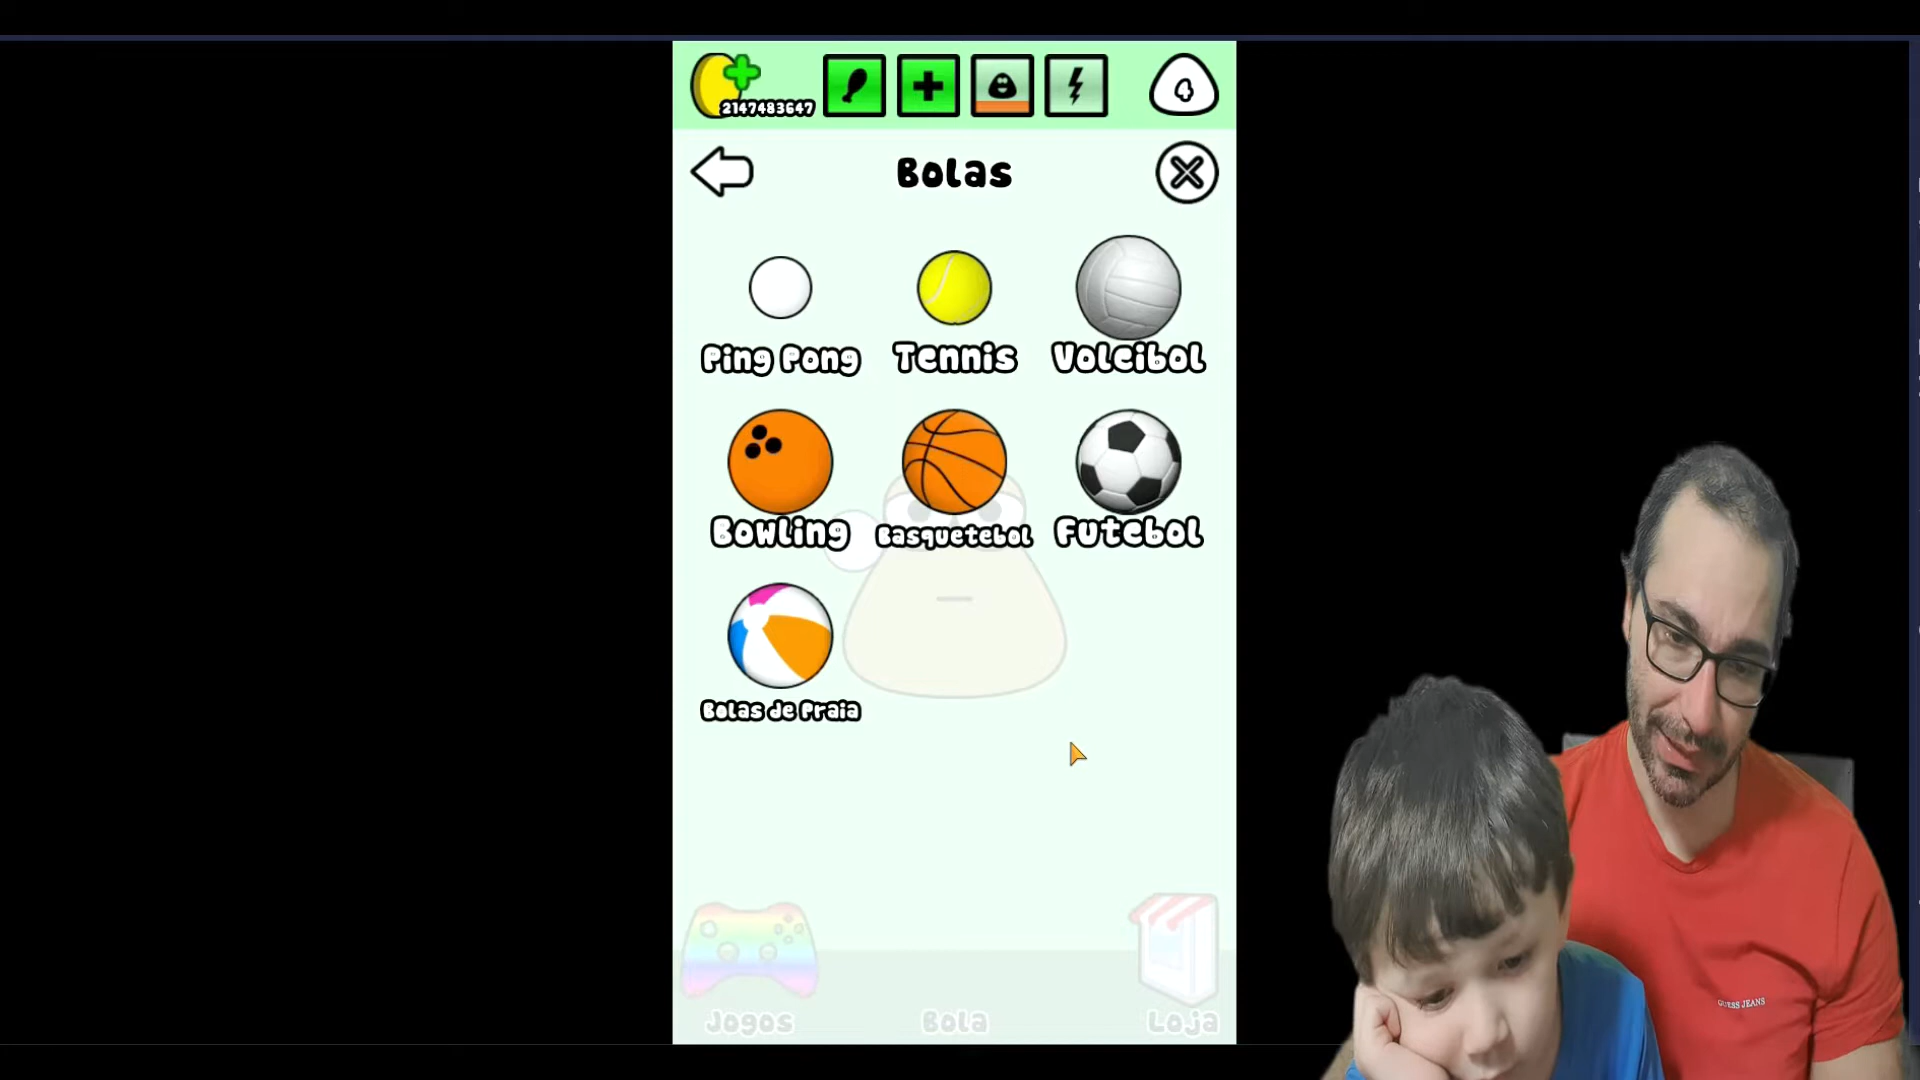 2147483647
4
Bolas
Ping Pong
Tennis
Voleibol
Bowling
Basquetebol
Futebol
Bolas de Praia
Jogos
Bola
Loja
GUESS JEANS